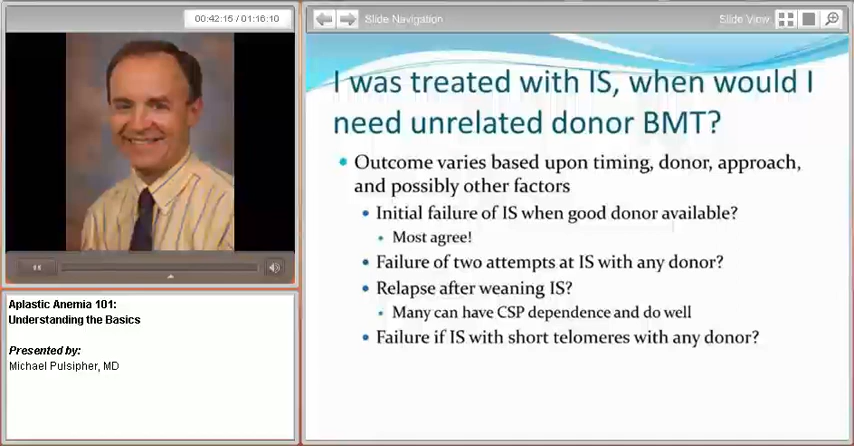 00:42:15 / 01:16:10
Slide Navigation
Slide View
I was treated with IS, when would I
need unrelated donor BMT?
Outcome varies based upon timing, donor, approach,
and possibly other factors
Initial failure of IS when good donor available?
Most agree!
Failure of two attempts at IS with any donor?
Relapse after weaning IS?
Many can have CSP dependence and do well
Failure if IS with short telomeres with any donor?
Aplastic Anemia 101:
Understanding the Basics
Presented by:
Michael Pulsipher, MD